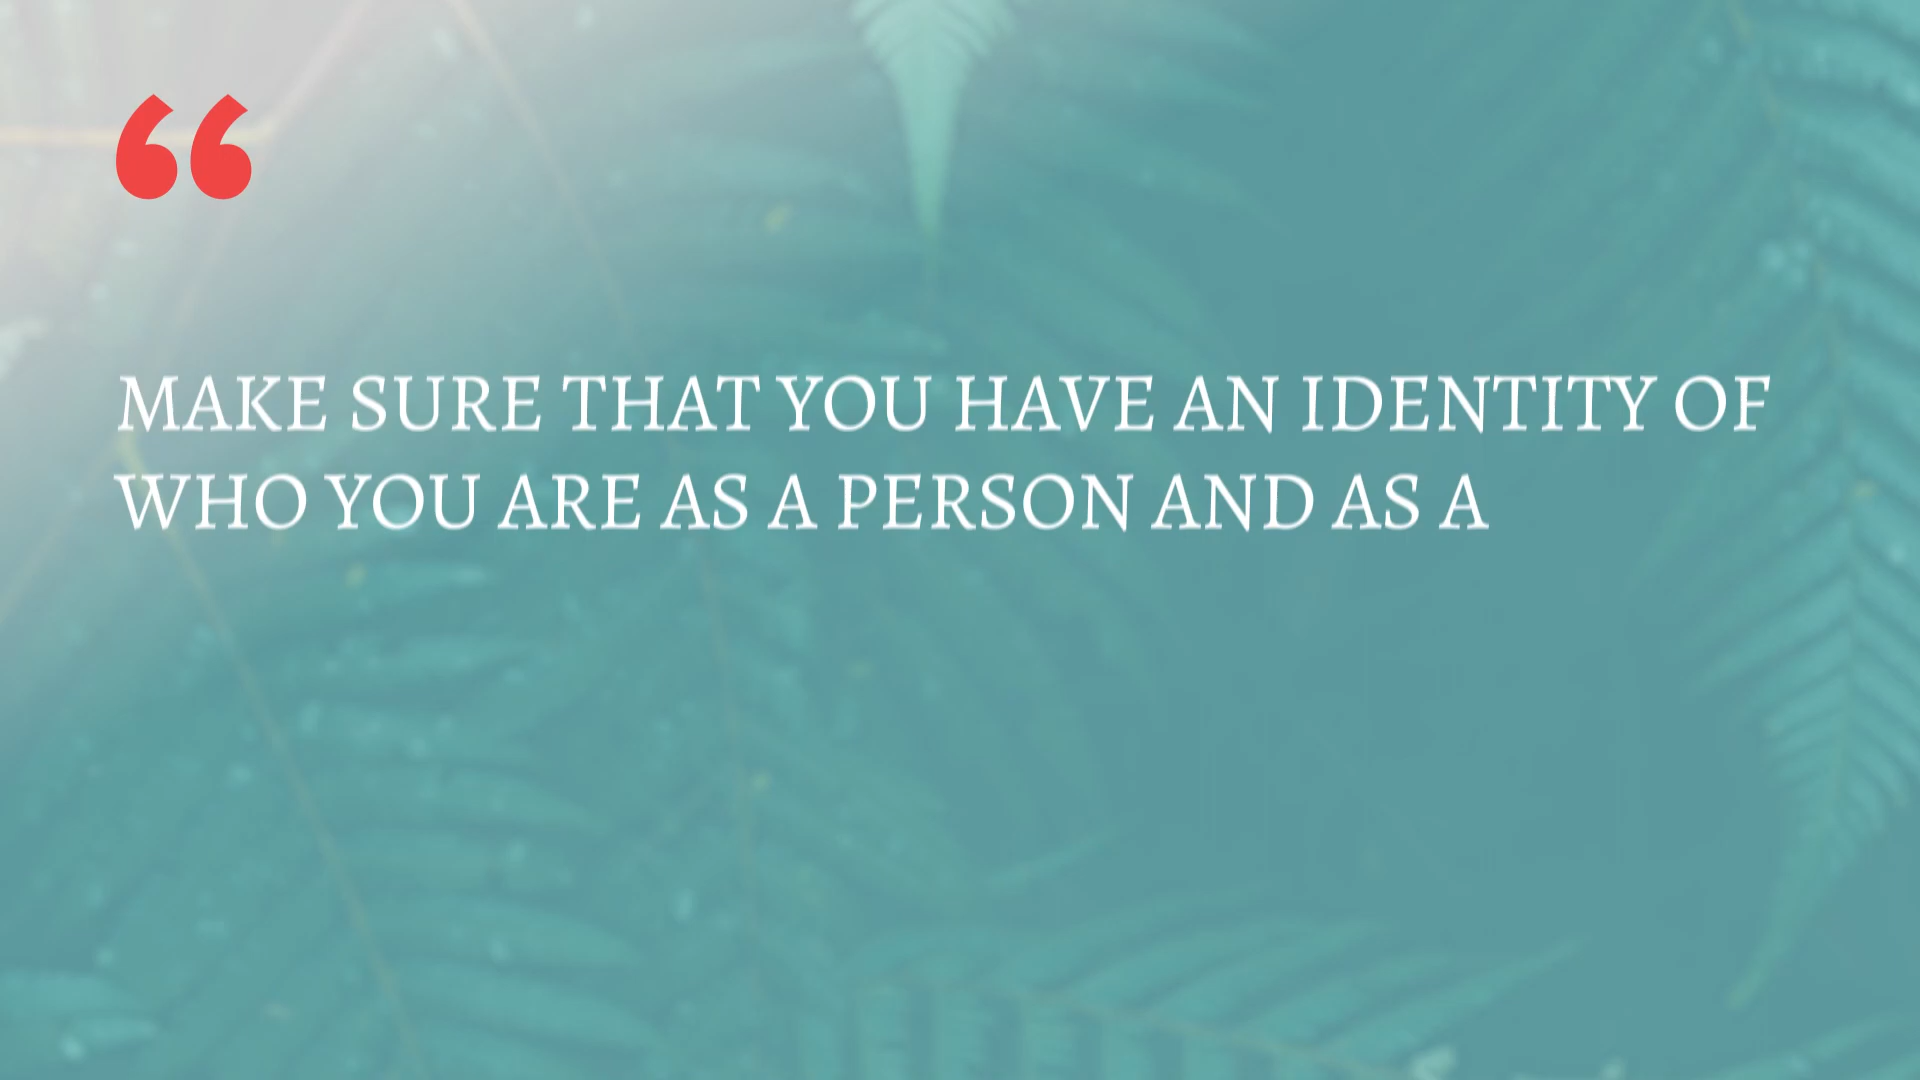 “
MAKE SURE THAT YOU HAVE AN IDENTITY OF
WHO YOU ARE AS A PERSON AND AS A